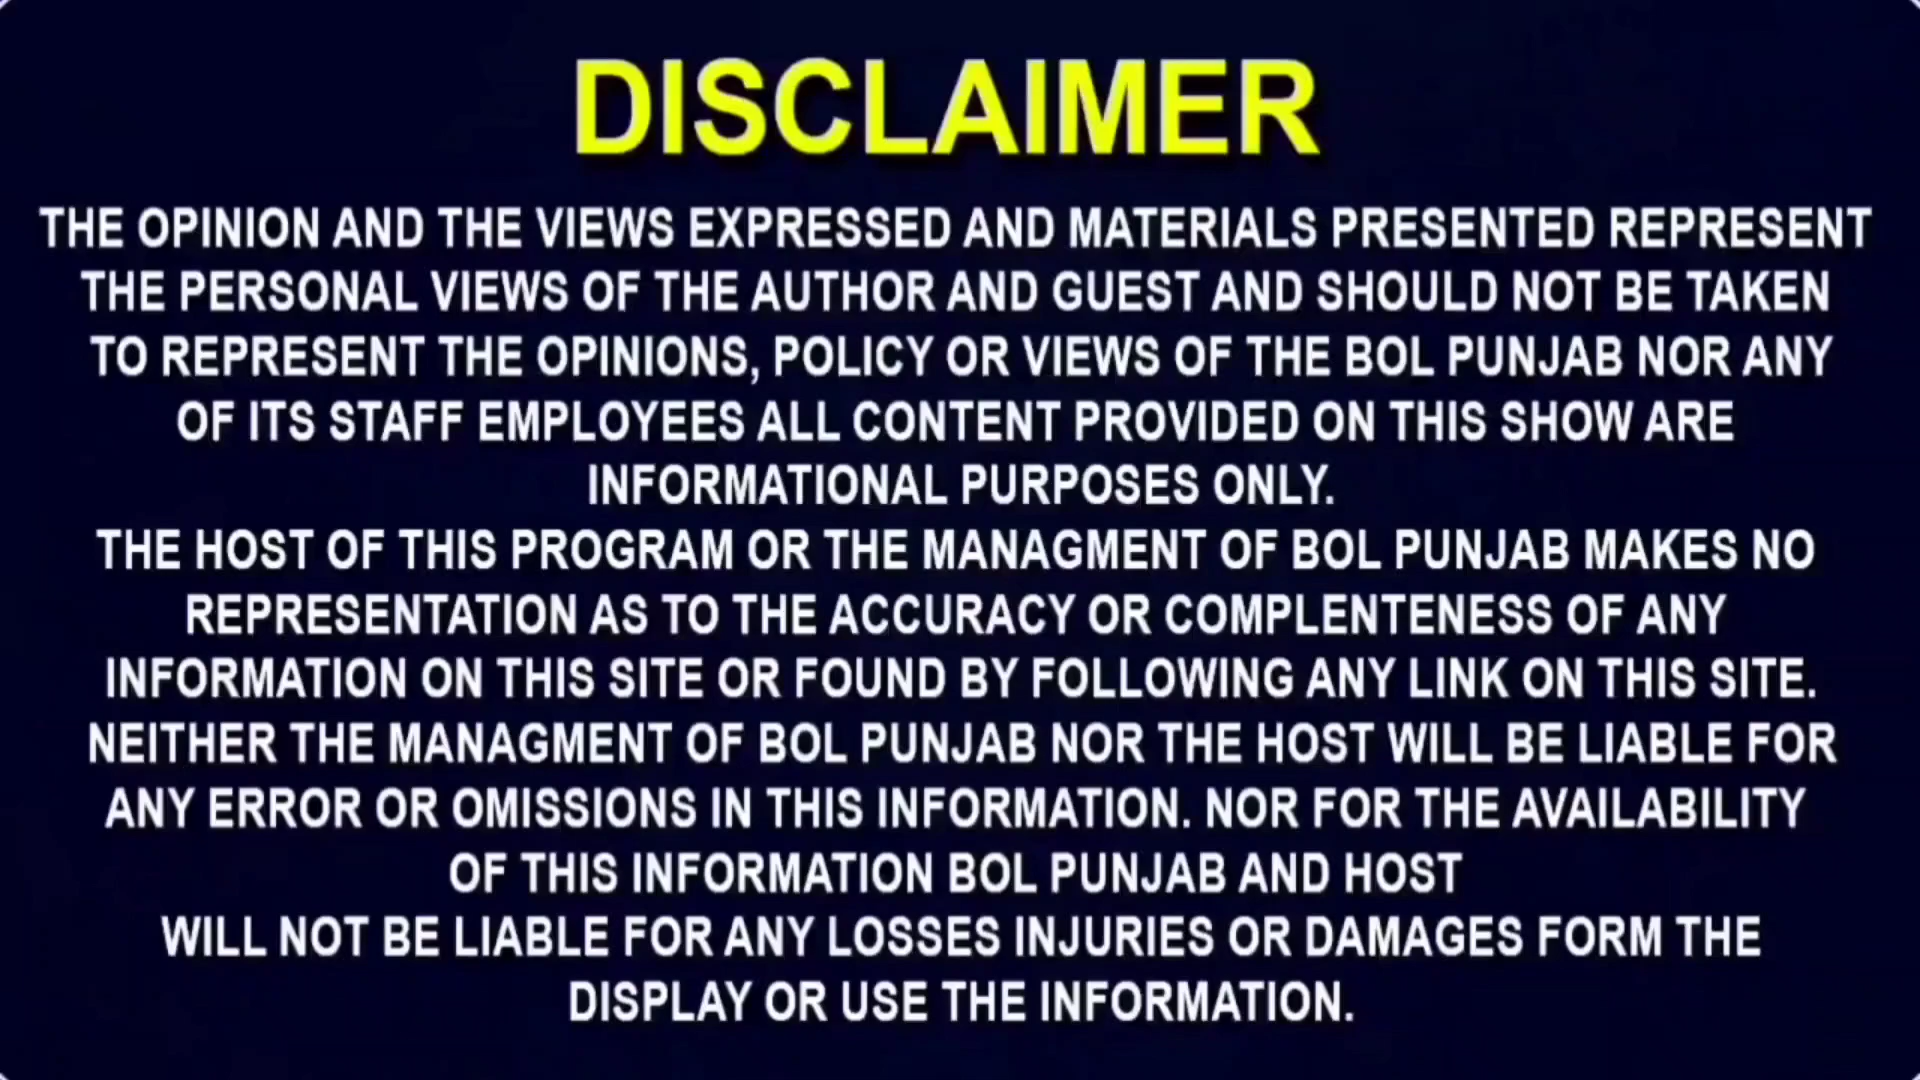 DISCLAIMER
THE OPINION AND THE VIEWS EXPRESSED AND MATERIALS PRESENTED REPRESENT
THE PERSONAL VIEWS OF THE AUTHOR AND GUEST AND SHOULD NOT BE TAKEN
TO REPRESENT THE OPINIONS, POLICY OR VIEWS OF THE BOL PUNJAB NOR ANY
OF ITS STAFF EMPLOYEES ALL CONTENT PROVIDED ON THIS SHOW ARE
INFORMATIONAL PURPOSES ONLY.
THE HOST OF THIS PROGRAM OR THE MANAGMENT OF BOL PUNJAB MAKES NO
REPRESENTATION AS TO THE ACCURACY OR COMPLENTENESS OF ANY
INFORMATION ON THIS SITE OR FOUND BY FOLLOWING ANY LINK ON THIS SITE.
NEITHER THE MANAGMENT OF BOL PUNJAB NOR THE HOST WILL BE LIABLE FOR
ANY ERROR OR OMISSIONS IN THIS INFORMATION. NOR FOR THE AVAILABILITY
OF THIS INFORMATION BOL PUNJAB AND HOST
WILL NOT BE LIABLE FOR ANY LOSSES INJURIES OR DAMAGES FORM THE
DISPLAY OR USE THE INFORMATION.